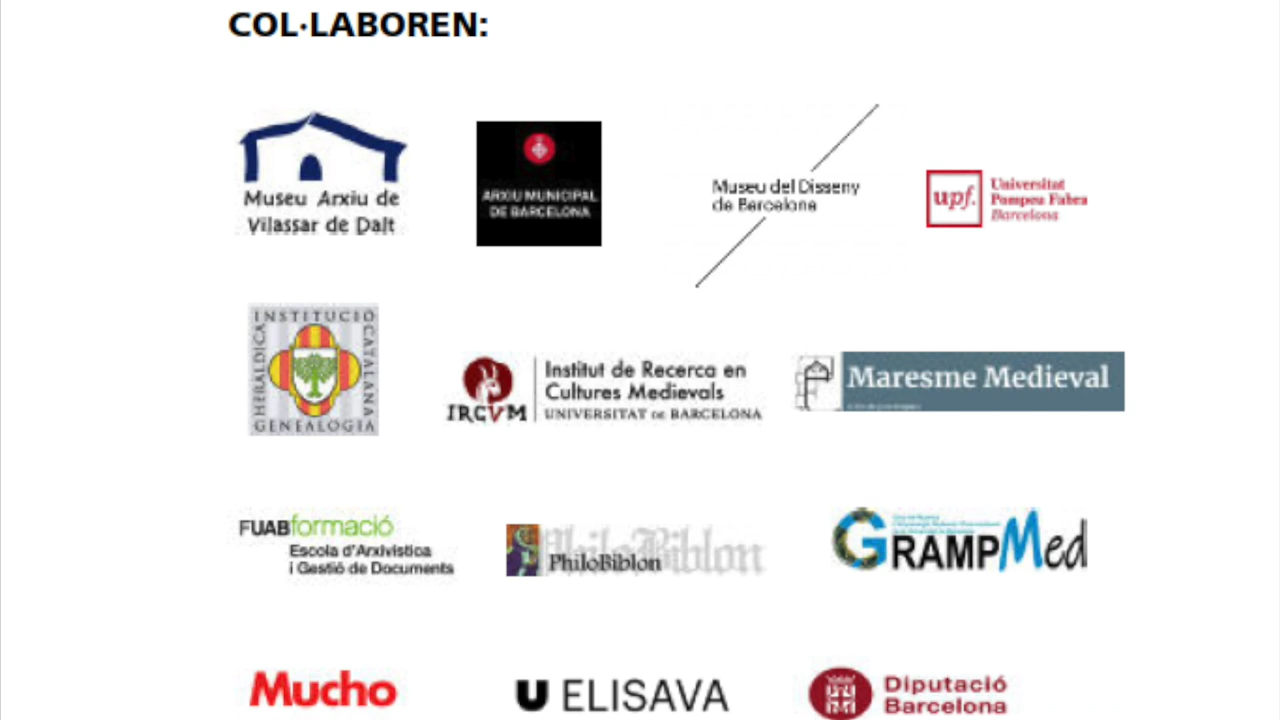 COL·LABOREN:
Museu Arxiu de
Vilassar de Dalt
ARXIU MUNICIPAL
DE BARCELONA
Museu del Disseny
de Barcelona
upf.
Universitat
Pompeu Fabra
Barcelona
INSTITUCIÓ
CATALANA
GENEALOGIA
HERALDICA
IRCVM
Institut de Recerca en
Cultures Medievals
UNIVERSITAT DE BARCELONA
Maresme Medieval
FUABformació
Escola d'Arxivística
i Gestió de Documents
PhiloBiblon
PhiloBiblon
GRAMPMed
Mucho
U ELISAVA
Diputació
Barcelona